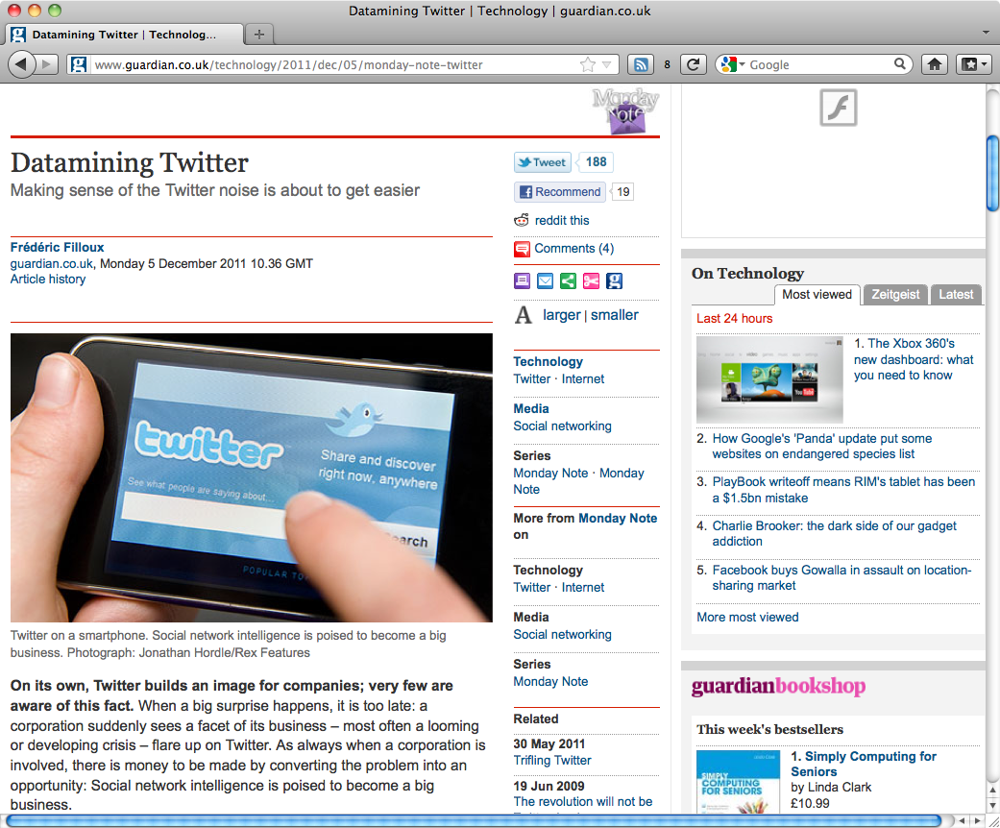 Datamining Twitter | Technology | guardian.co.uk
Datamining Twitter | Technolog...
www.guardian.co.uk/technology/2011/dec/05/monday-note-twitter
8
Google
Monday
Note
Datamining Twitter
Making sense of the Twitter noise is about to get easier
Frédéric Filloux
guardian.co.uk, Monday 5 December 2011 10.36 GMT
Article history
twitter
Share and discover
right now, anywhere
See what people are saying about...
earch
POPULAR TO
Twitter on a smartphone. Social network intelligence is poised to become a big
business. Photograph: Jonathan Hordle/Rex Features
On its own, Twitter builds an image for companies; very few are
aware of this fact. When a big surprise happens, it is too late: a
corporation suddenly sees a facet of its business – most often a looming
or developing crisis – flare up on Twitter. As always when a corporation is
involved, there is money to be made by converting the problem into an
opportunity: Social network intelligence is poised to become a big
business.
Tweet 188
Recommend 19
reddit this
Comments (4)
A larger | smaller
Technology
Twitter · Internet
Media
Social networking
Series
Monday Note · Monday
Note
More from Monday Note
on
Technology
Twitter · Internet
Media
Social networking
Series
Monday Note
Related
30 May 2011
Trifling Twitter
19 Jun 2009
The revolution will not be
On Technology
Most viewed Zeitgeist Latest
Last 24 hours
1. The Xbox 360's
new dashboard: what
you need to know
2. How Google's 'Panda' update put some
websites on endangered species list
3. PlayBook writeoff means RIM's tablet has been
a $1.5bn mistake
4. Charlie Brooker: the dark side of our gadget
addiction
5. Facebook buys Gowalla in assault on location-
sharing market
More most viewed
guardianbookshop
This week's bestsellers
SIMPLY
COMPUTING
FOR SENIORS
1. Simply Computing for
Seniors
by Linda Clark
£10.99